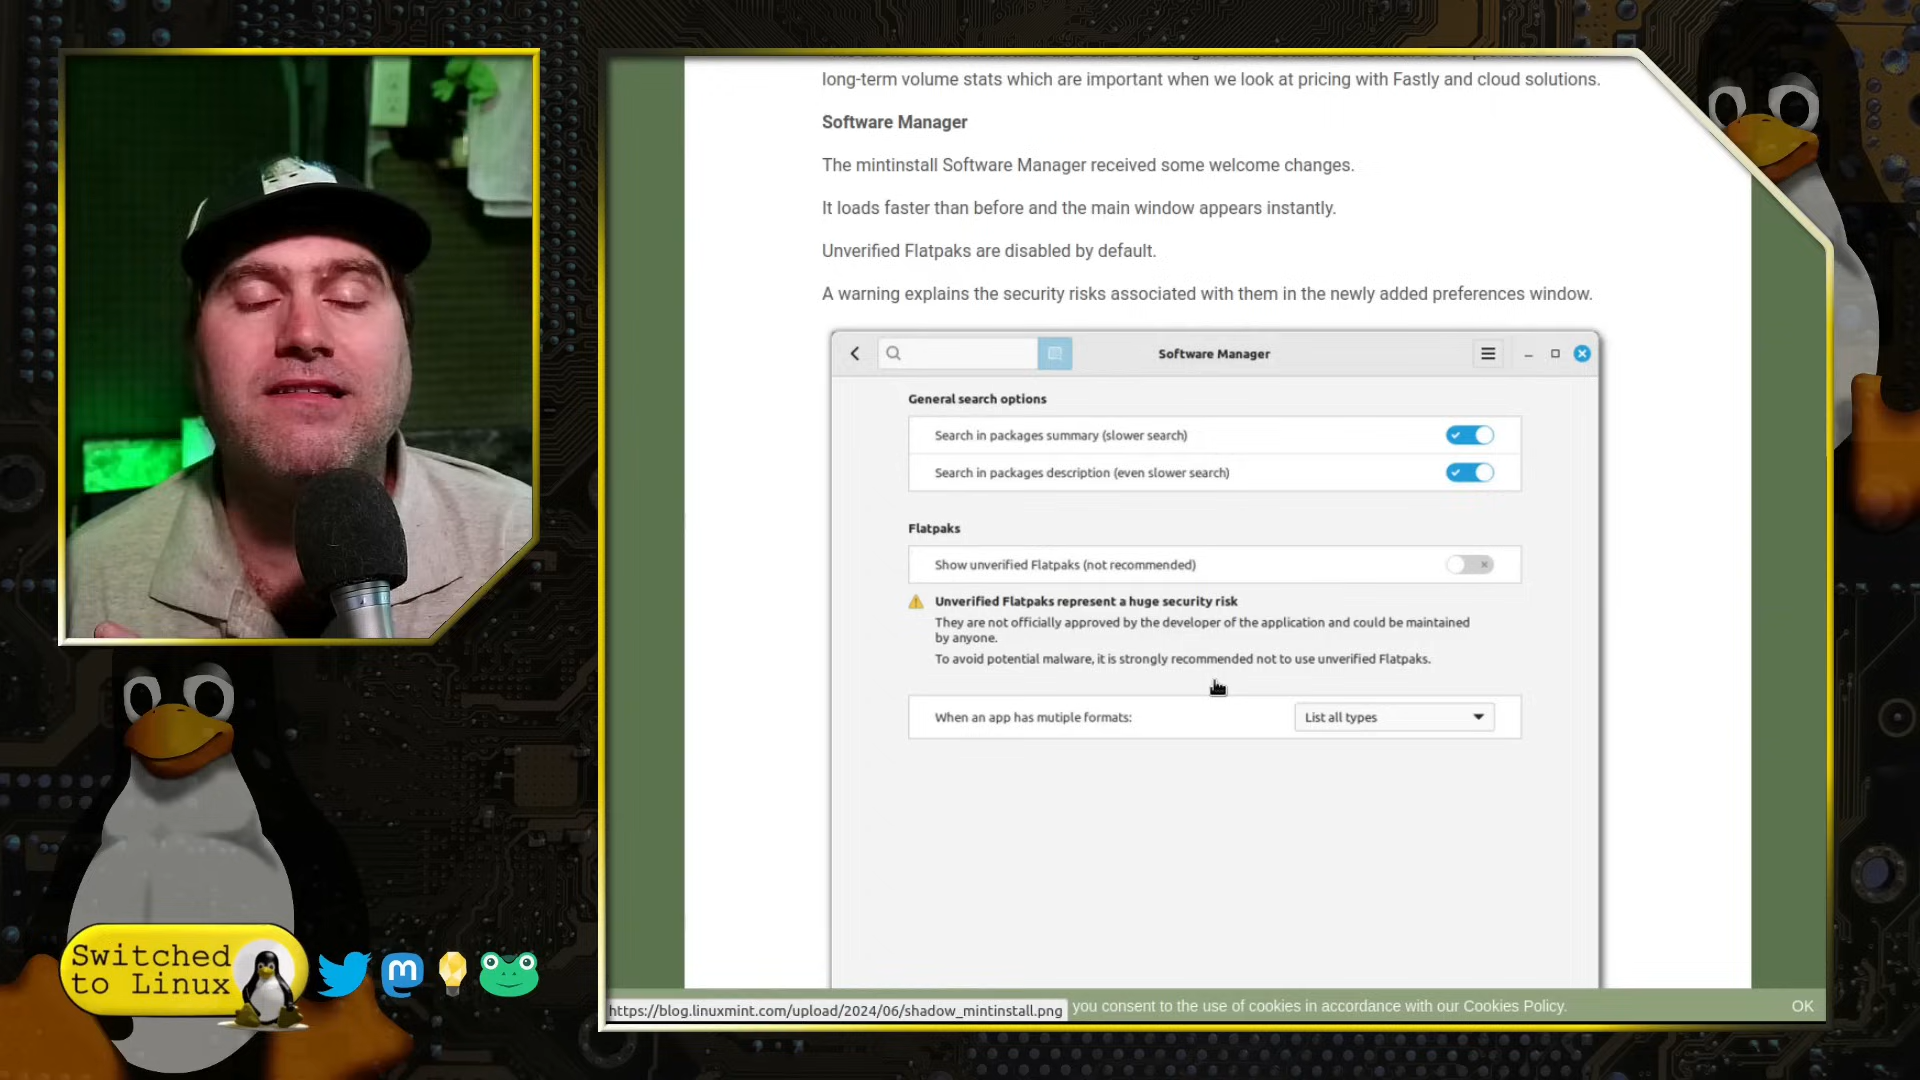 long-term volume stats which are important when we look at pricing with Fastly and cloud solutions.
Software Manager
The mintinstall Software Manager received some welcome changes.
It loads faster than before and the main window appears instantly.
Unverified Flatpaks are disabled by default.
A warning explains the security risks associated with them in the newly added preferences window.
Software Manager
General search options
Search in packages summary (slower search)
Search in packages description (even slower search)
Flatpaks
Show unverified Flatpaks (not recommended)
Unverified Flatpaks represent a huge security risk
They are not officially approved by the developer of the application and could be maintained
by anyone.
To avoid potential malware, it is strongly recommended not to use unverified Flatpaks.
When an app has mutiple formats:
List all types
https://blog.linuxmint.com/upload/2024/06/shadow_mintinstall.png
you consent to the use of cookies in accordance with our Cookies Policy.
OK
Switched
to Linux